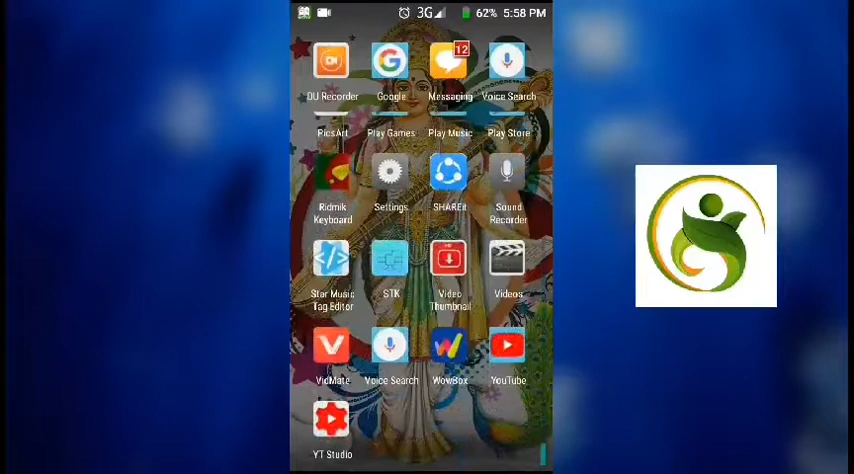 3G 62% 5:58 PM
12
DU Recorder Google Messaging Voice Search
PicsArt Play Games Play Music Play Store
Ridmik Keyboard Settings SHAREit Sound Recorder
Star Music Tag Editor STK Video Thumbnail Videos
VidMate Voice Search WowBox YouTube
YT Studio